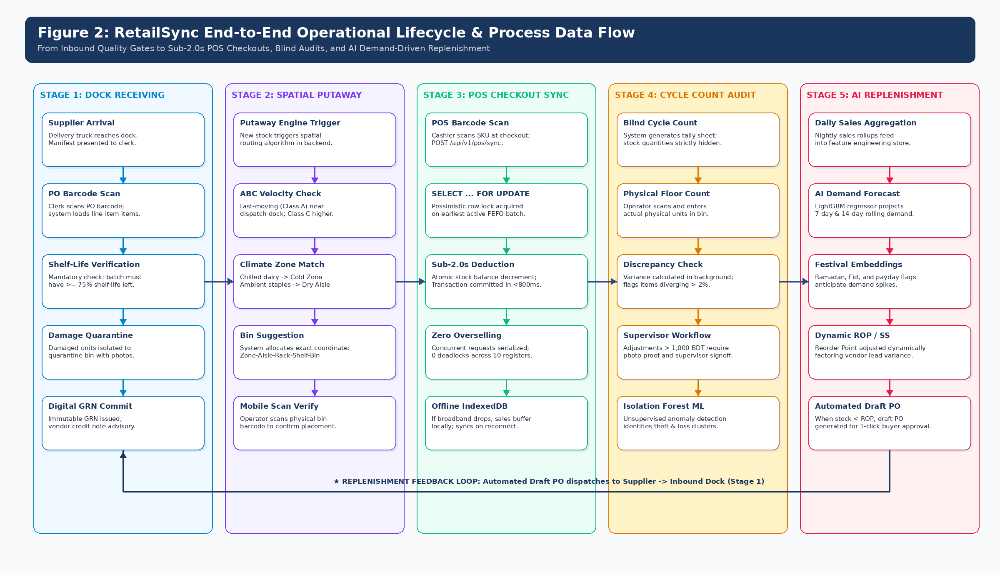 Figure 2: RetailSync End-to-End Operational Lifecycle & Process Data Flow
From Inbound Quality Gates to Sub-2.0s POS Checkouts, Blind Audits, and AI Demand-Driven Replenishment
STAGE 1: DOCK RECEIVING
Supplier Arrival
Delivery truck reaches dock.
Manifest presented to clerk.
PO Barcode Scan
Clerk scans PO barcode;
system loads line-item items.
Shelf-Life Verification
Mandatory check: batch must
have >= 75% shelf-life left.
Damage Quarantine
Damaged units isolated to
quarantine bin with photos.
Digital GRN Commit
Immutable GRN issued;
vendor credit note advisory.
STAGE 2: SPATIAL PUTAWAY
Putaway Engine Trigger
New stock triggers spatial
routing algorithm in backend.
ABC Velocity Check
Fast-moving (Class A) near
dispatch dock; Class C higher.
Climate Zone Match
Chilled dairy -> Cold Zone
Ambient staples -> Dry Aisle
Bin Suggestion
System allocates exact coordinate:
Zone-Aisle-Rack-Shelf-Bin
Mobile Scan Verify
Operator scans physical bin
barcode to confirm placement.
STAGE 3: POS CHECKOUT SYNC
POS Barcode Scan
Cashier scans SKU at checkout;
POST /api/v1/pos/sync.
SELECT ... FOR UPDATE
Pessimistic row lock acquired
on earliest active FEFO batch.
Sub-2.0s Deduction
Atomic stock balance decrement;
Transaction committed in <800ms.
Zero Overselling
Concurrent requests serialized;
0 deadlocks across 10 registers.
Offline IndexedDB
If broadband drops, sales buffer
locally; syncs on reconnect.
STAGE 4: CYCLE COUNT AUDIT
Blind Cycle Count
System generates tally sheet;
stock quantities strictly hidden.
Physical Floor Count
Operator scans and enters
actual physical units in bin.
Discrepancy Check
Variance calculated in background;
flags items diverging > 2%.
Supervisor Workflow
Adjustments > 1,000 BDT require
photo proof and supervisor signoff.
Isolation Forest ML
Unsupervised anomaly detection
identifies theft & loss clusters.
STAGE 5: AI REPLENISHMENT
Daily Sales Aggregation
Nightly sales rollups feed
into feature engineering store.
AI Demand Forecast
LightGBM regressor projects
7-day & 14-day rolling demand.
Festival Embeddings
Ramadan, Eid, and payday flags
anticipate demand spikes.
Dynamic ROP / SS
Reorder Point adjusted dynamically
factoring vendor lead variance.
Automated Draft PO
When stock < ROP, draft PO
generated for 1-click buyer approval.
★ REPLENISHMENT FEEDBACK LOOP: Automated Draft PO dispatches to Supplier -> Inbound Dock (Stage 1)